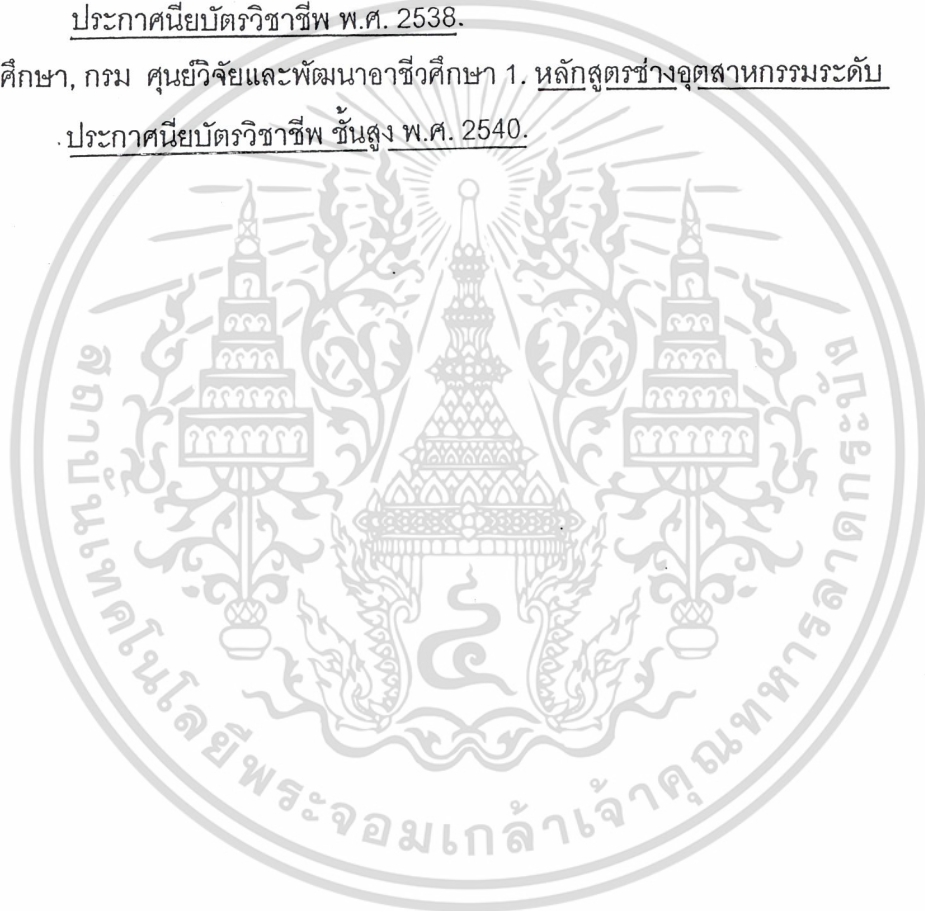 ประกาศนียบัตรวิชาชีพ พ.ศ. 2538.
ศึกษา, กรม ศูนย์วิจัยและพัฒนาอาชีวศึกษา 1. หลักสูตรช่างอุตสาหกรรมระดับ
ประกาศนียบัตรวิชาชีพ ชั้นสูง พ.ศ. 2540.
๔
สถาบันเทคโนโลยีพระจอมเกล้าเจ้าคุณทหารลาดกระบัง